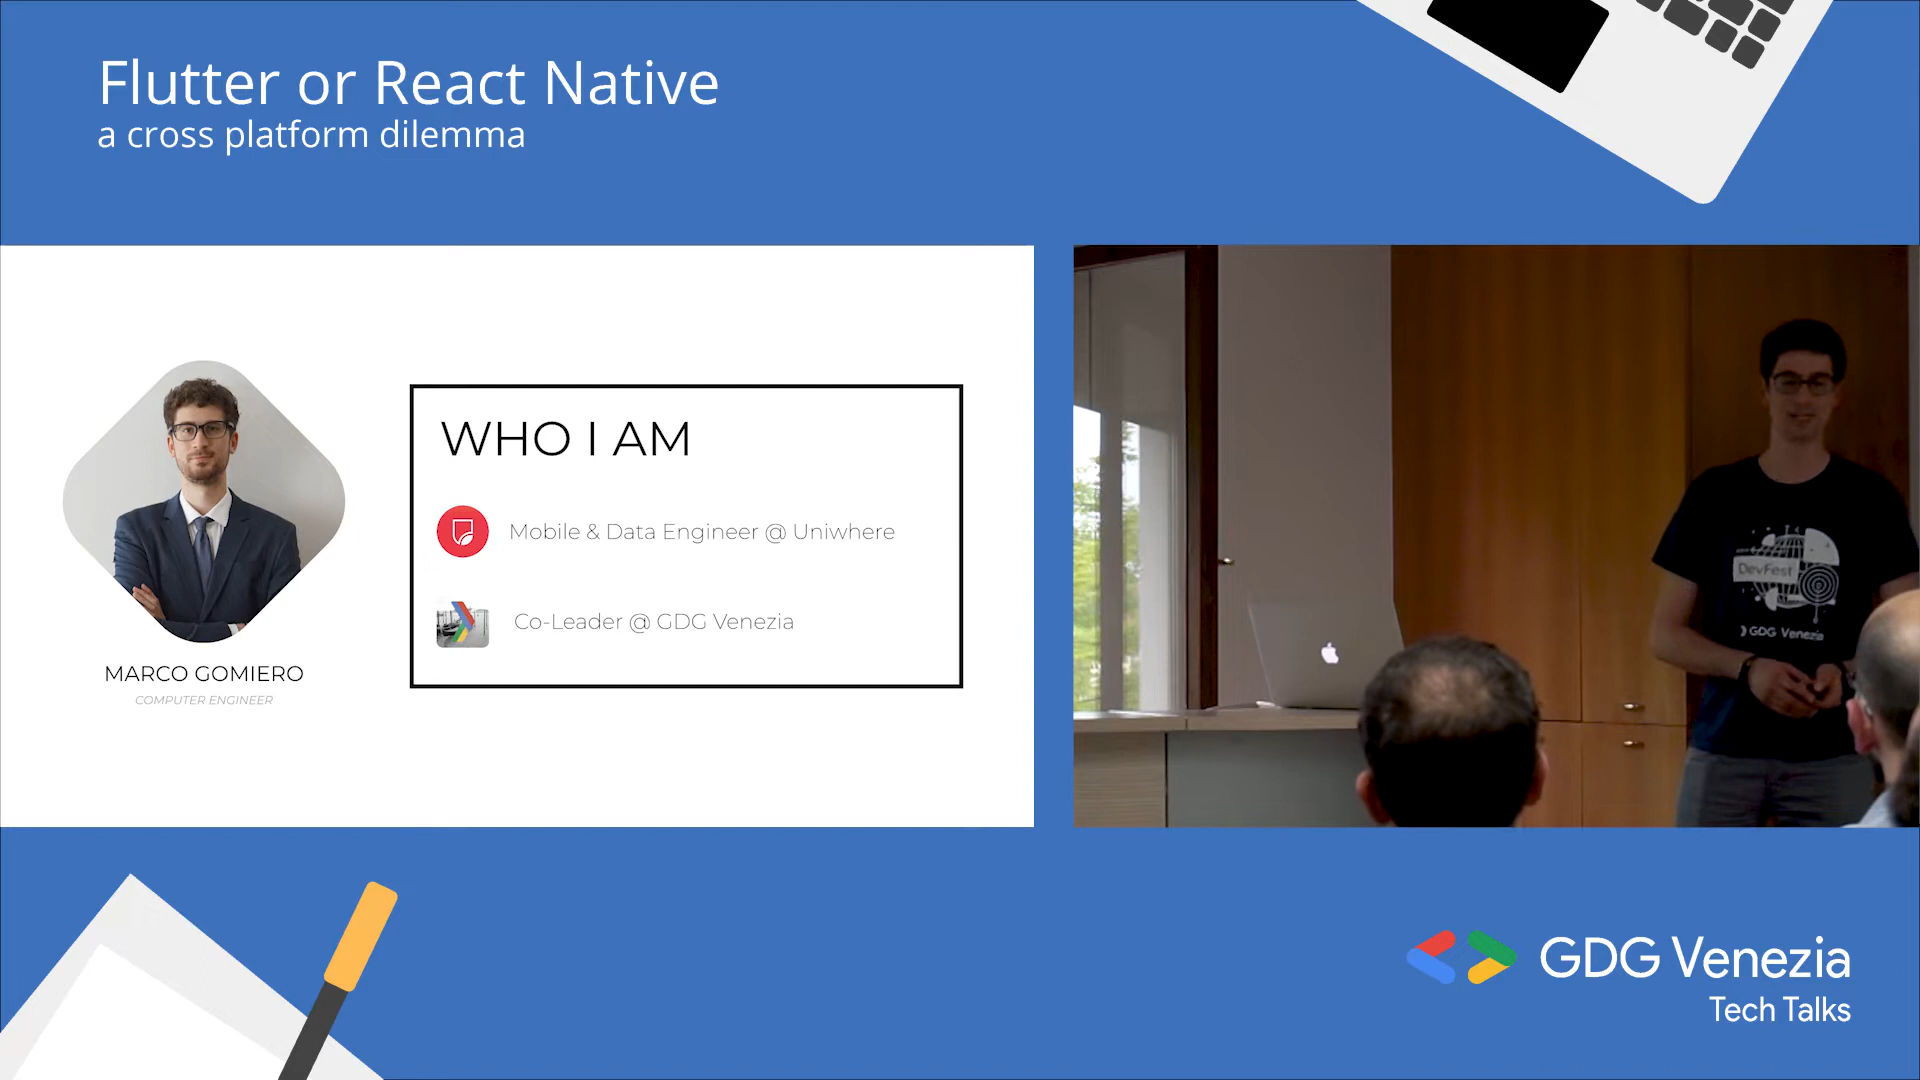 Flutter or React Native
a cross platform dilemma
WHO I AM
Mobile & Data Engineer @ Uniwhere
Co-Leader @ GDG Venezia
MARCO GOMIERO
COMPUTER ENGINEER
DevFest
GDG Venezia
GDG Venezia
Tech Talks